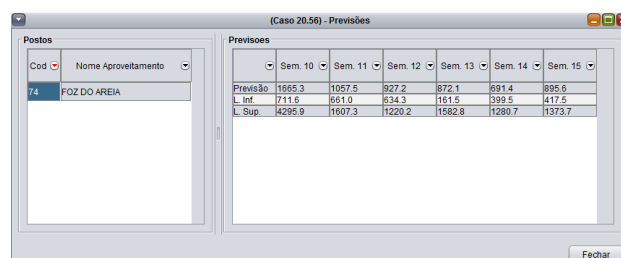 (Caso 20.56) - Previsões
Postos
Cod Nome Aproveitamento
74 FOZ DO AREIA
Previsoes
Sem. 10 Sem. 11 Sem. 12 Sem. 13 Sem. 14 Sem. 15
Previsão 1665.3 1057.5 927.2 872.1 691.4 895.6
L. Inf. 711.6 661.0 634.3 161.5 399.5 417.5
L. Sup. 4295.9 1607.3 1220.2 1582.8 1280.7 1373.7
Fechar